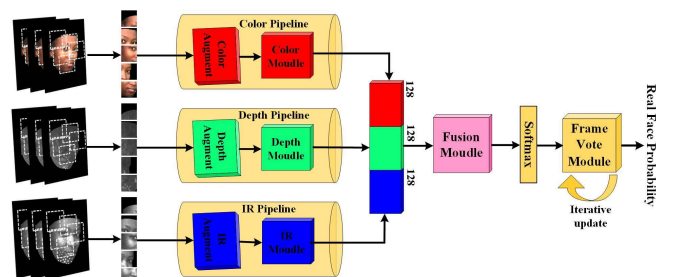 Color Pipeline
Color
Augment
Color
Moudle
Depth Pipeline
Depth
Augment
Depth
Moudle
IR Pipeline
IR
Augment
IR
Moudle
128
128
128
Fusion
Moudle
Softmax
Frame
Vote
Module
Iterative
update
Real Face Probability